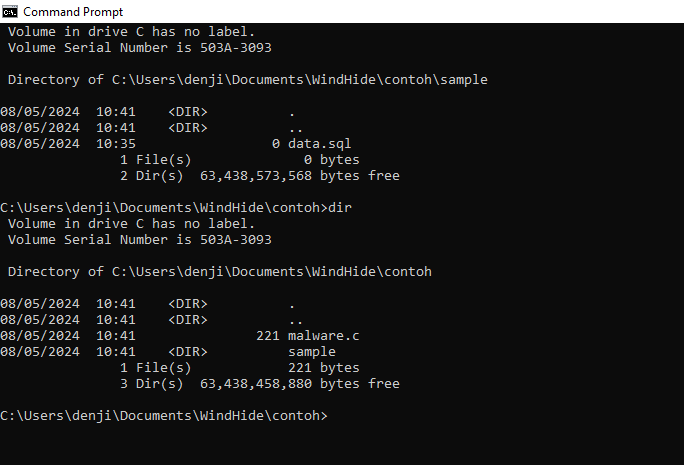 Command Prompt
Volume in drive C has no label.
Volume Serial Number is 503A-3093
Directory of C:\Users\denji\Documents\WindHide\contoh\sample
08/05/2024  10:41    <DIR>          .
08/05/2024  10:41    <DIR>          ..
08/05/2024  10:35                 0 data.sql
1 File(s)              0 bytes
2 Dir(s)  63,438,573,568 bytes free
C:\Users\denji\Documents\WindHide\contoh>dir
Volume in drive C has no label.
Volume Serial Number is 503A-3093
Directory of C:\Users\denji\Documents\WindHide\contoh
08/05/2024  10:41    <DIR>          .
08/05/2024  10:41    <DIR>          ..
08/05/2024  10:41               221 malware.c
08/05/2024  10:41    <DIR>          sample
1 File(s)            221 bytes
3 Dir(s)  63,438,458,880 bytes free
C:\Users\denji\Documents\WindHide\contoh>